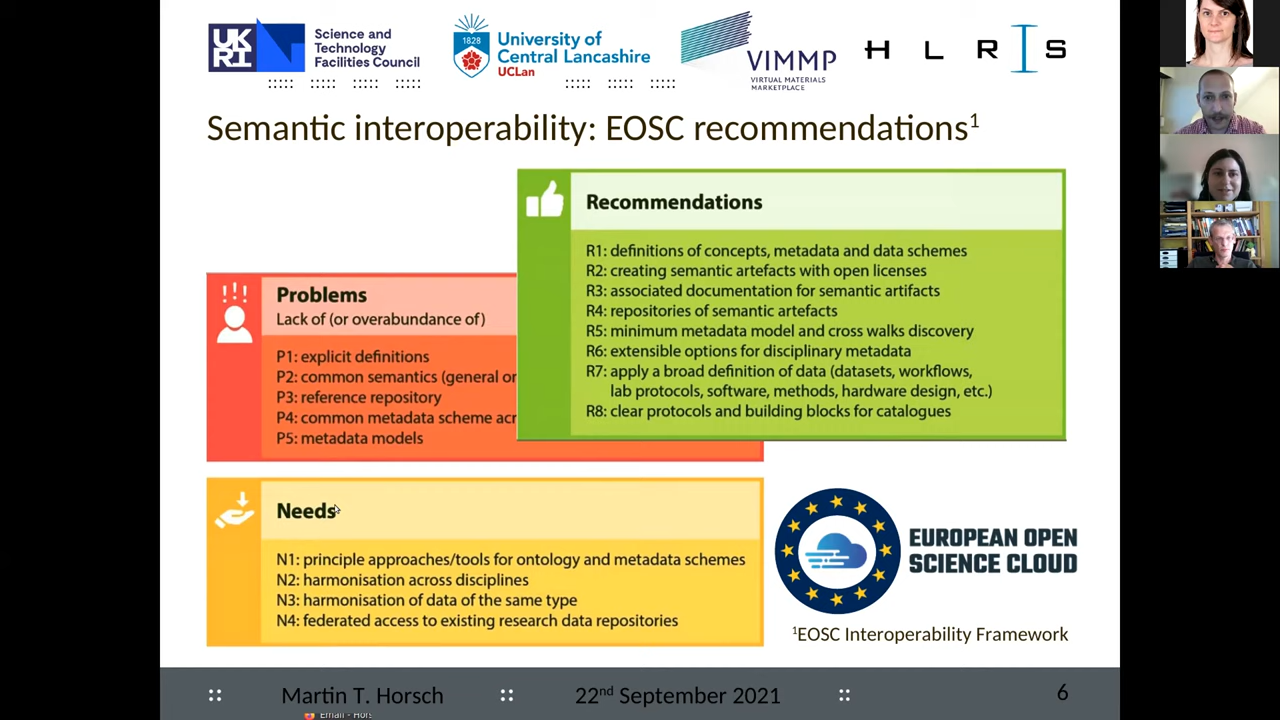 UK
RI
Science and
Technology
Facilities Council
1828
University of
Central Lancashire
UCLan
VIMMP
VIRTUAL MATERIALS
MARKETPLACE
H L R I S
Semantic interoperability: EOSC recommendations1
Recommendations
R1: definitions of concepts, metadata and data schemes
R2: creating semantic artefacts with open licenses
R3: associated documentation for semantic artifacts
R4: repositories of semantic artefacts
R5: minimum metadata model and cross walks discovery
R6: extensible options for disciplinary metadata
R7: apply a broad definition of data (datasets, workflows,
lab protocols, software, methods, hardware design, etc.)
R8: clear protocols and building blocks for catalogues
!!!
Problems
Lack of (or overabundance of)
P1: explicit definitions
P2: common semantics (general or
P3: reference repository
P4: common metadata scheme acr
P5: metadata models
Needs
N1: principle approaches/tools for ontology and metadata schemes
N2: harmonisation across disciplines
N3: harmonisation of data of the same type
N4: federated access to existing research data repositories
EUROPEAN OPEN
SCIENCE CLOUD
1EOSC Interoperability Framework
Martin T. Horsch
22nd September 2021
6
Email - Hors